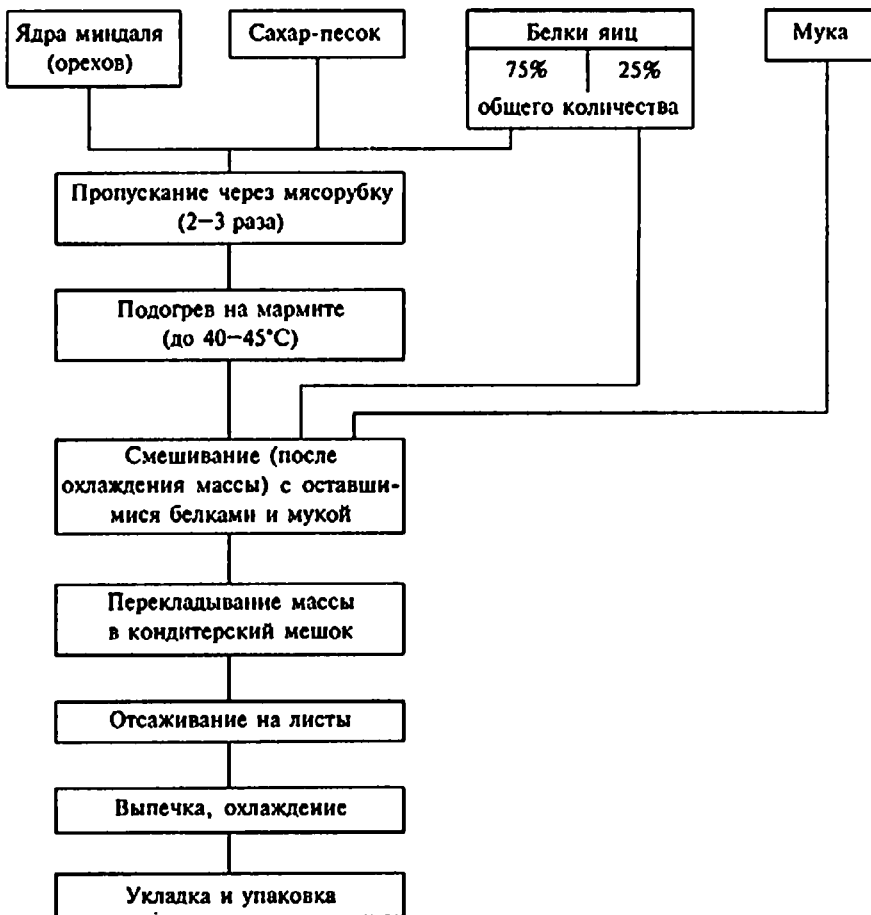 Ядра миндаля
(орехов)
Сахар-песок
Белки яиц
75%
25%
общего количества
Мука
Пропускание через мясорубку
(2—3 раза)
Подогрев на мармите
(до 40—45°С)
Смешивание (после
охлаждения массы) с оставши-
мися белками и мукой
Перекладывание массы
в кондитерский мешок
Отсаживание на листы
Выпечка, охлаждение
Укладка и упаковка